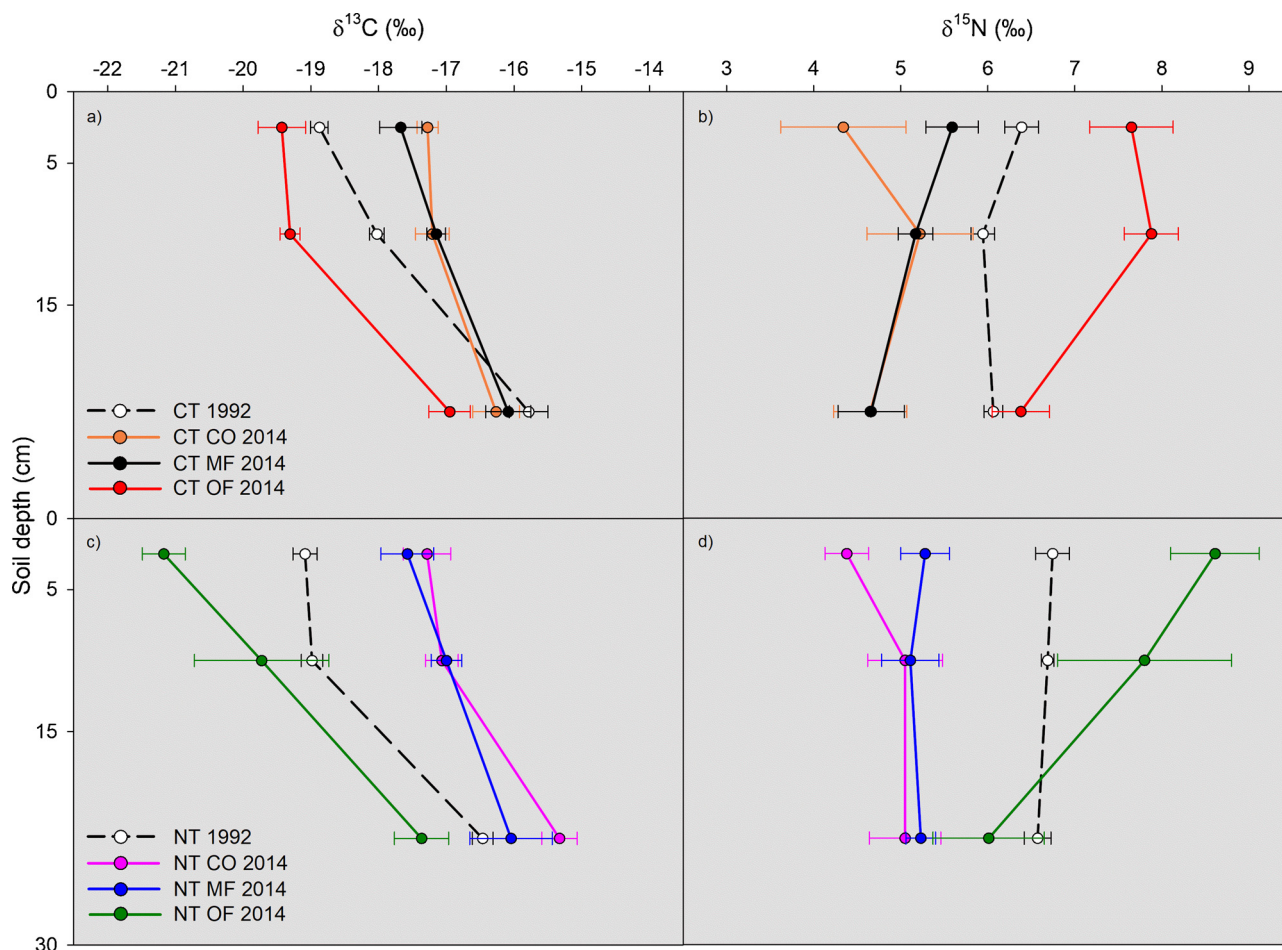 δ13C (‰) δ15N (‰)
-22 -21 -20 -19 -18 -17 -16 -15 -14 3 4 5 6 7 8 9
0
a) b)
5
15
CT 1992
CT CO 2014
CT MF 2014
CT OF 2014
Soil depth (cm)
0
c) d)
5
15
NT 1992
NT CO 2014
NT MF 2014
NT OF 2014
30